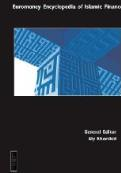 Euromoney Encyclopedia of Islamic Finance
General Editor
Aly Khorshid